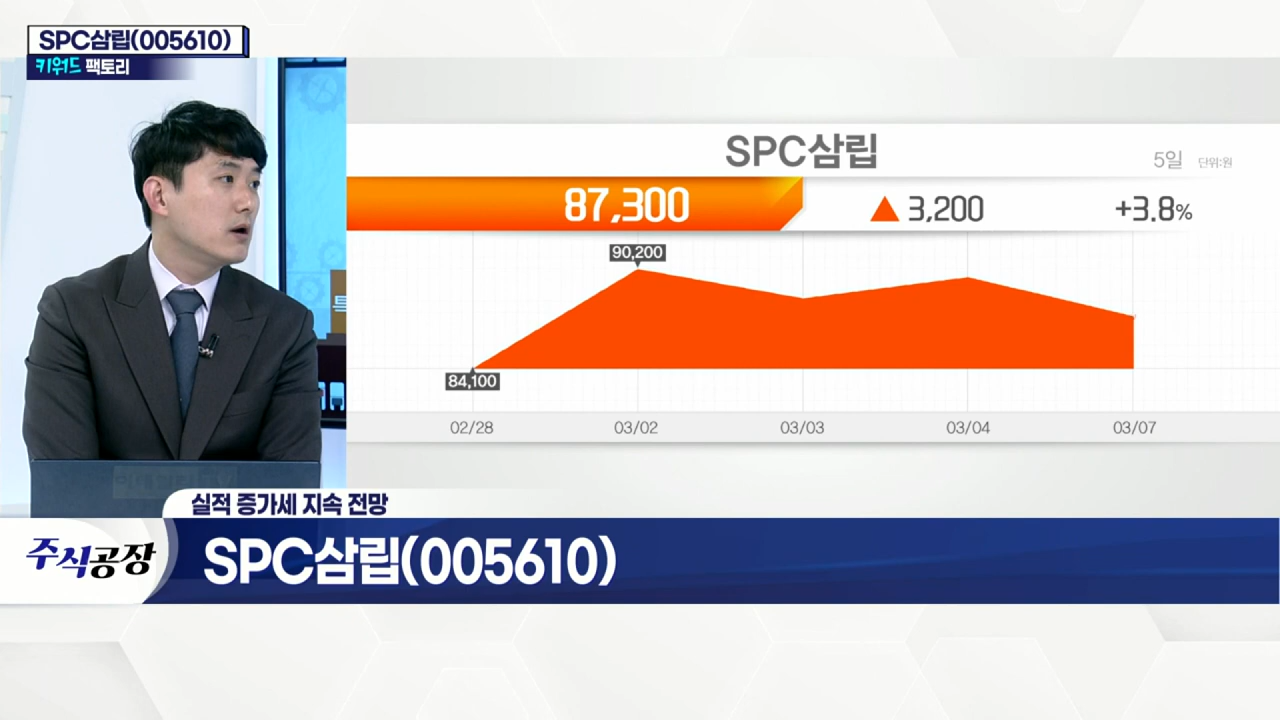 SPC삼립(005610)
키워드 팩토리
SPC삼립
5일 단위:원
87,300 ▲ 3,200 +3.8%
90,200
84,100
02/28 03/02 03/03 03/04 03/07
실적 증가세 지속 전망
주식공장
SPC삼립(005610)